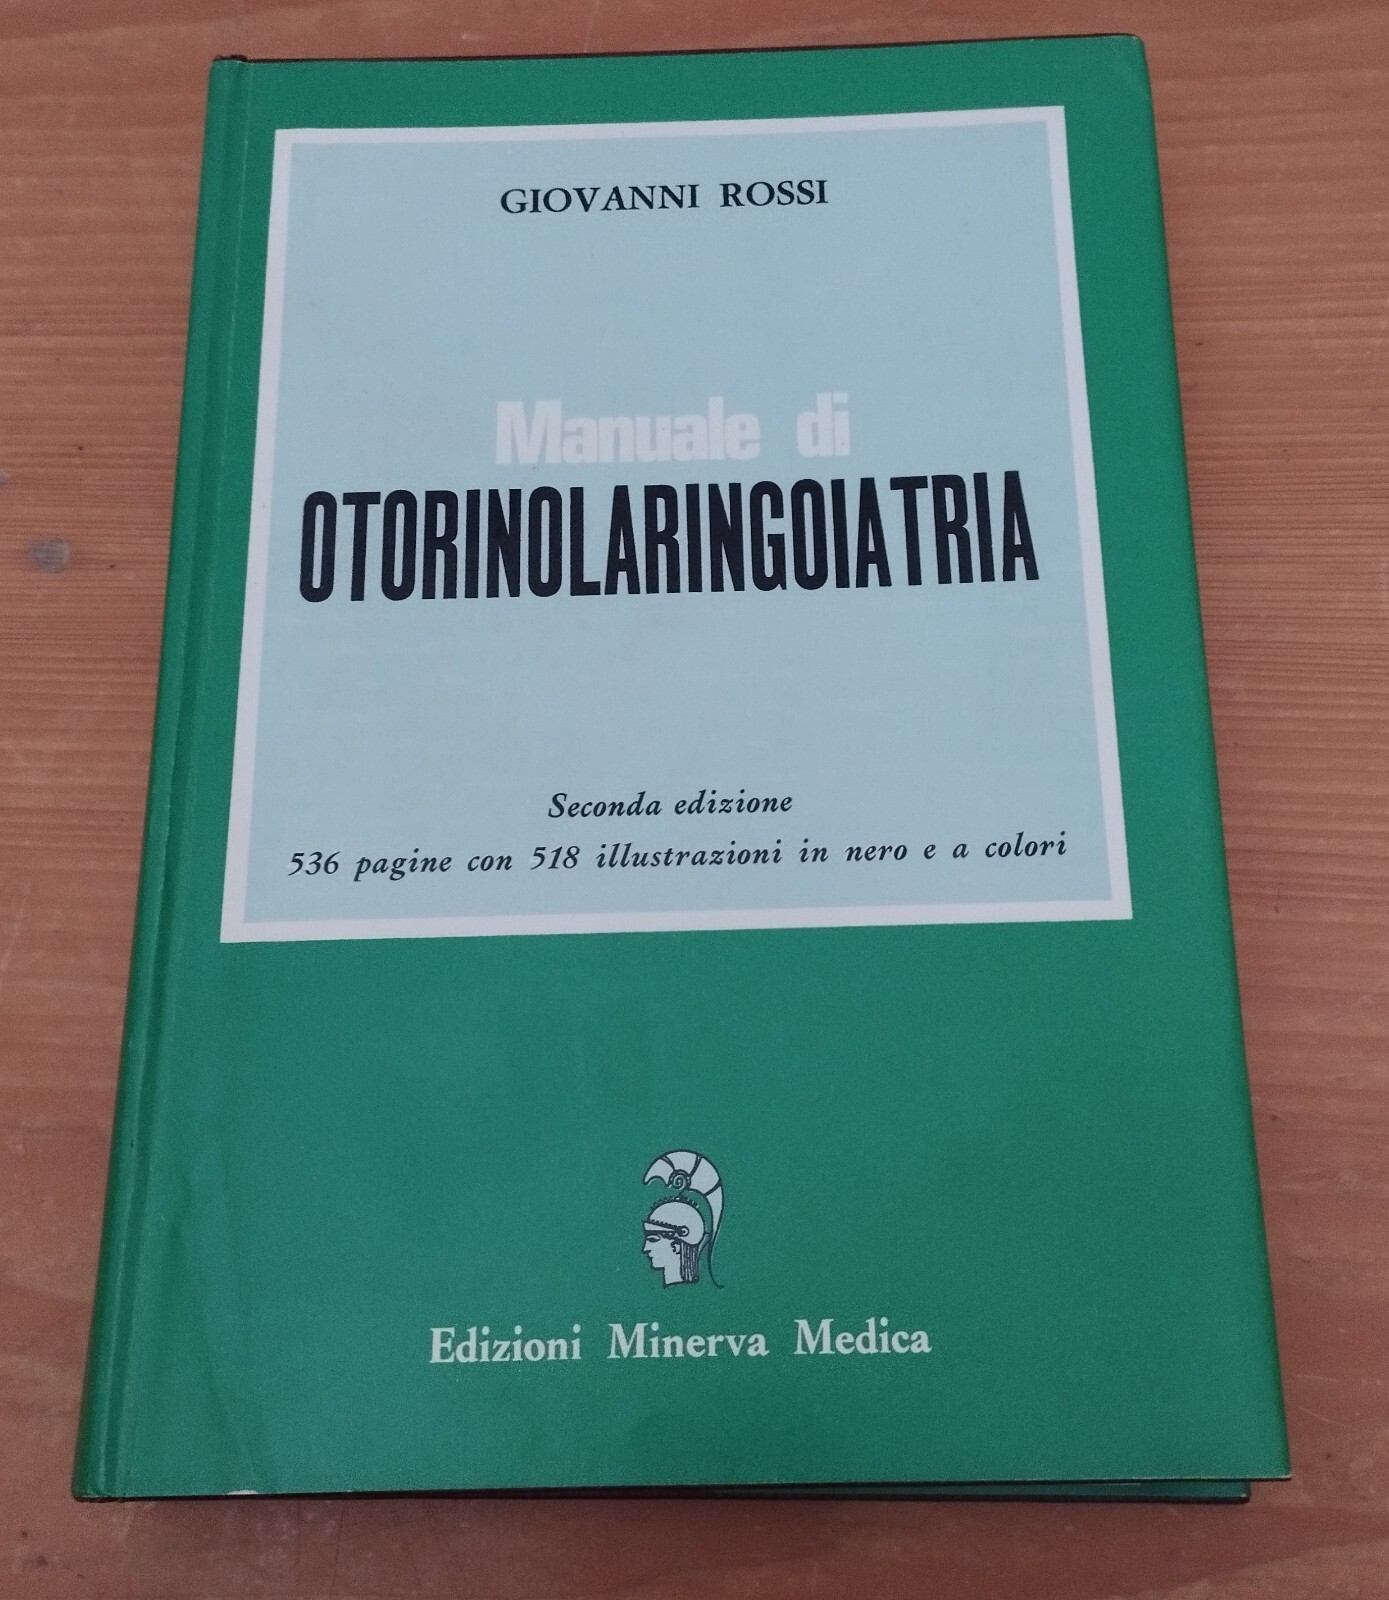 GIOVANNI ROSSI
Manuale di
OTORINOLARINGOIATRIA
Seconda edizione
536 pagine con 518 illustrazioni in nero e a colori
Edizioni Minerva Medica